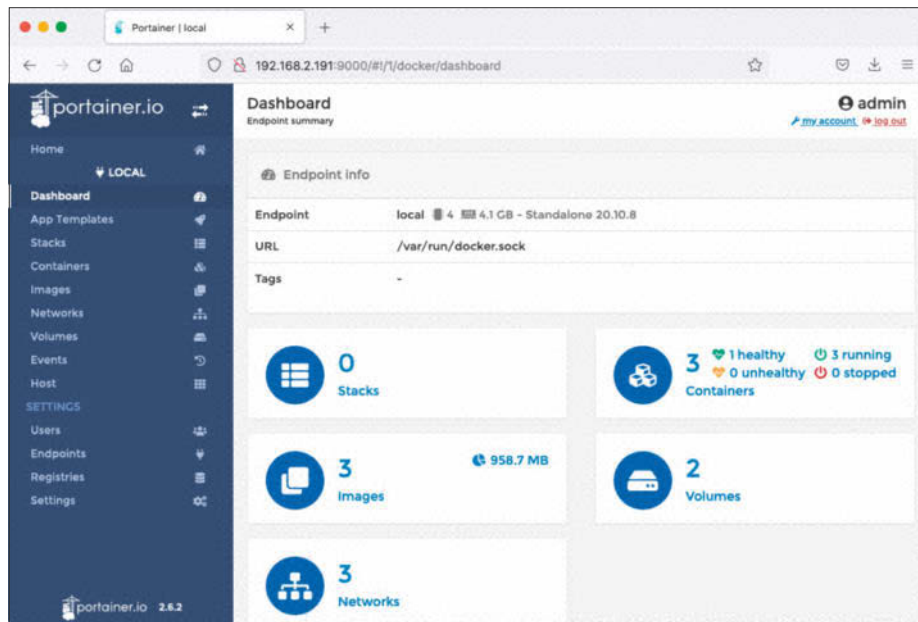 Portainer | local
192.168.2.191:9000/#!/1/docker/dashboard
portainer.io
Home
LOCAL
Dashboard
App Templates
Stacks
Containers
Images
Networks
Volumes
Events
Host
SETTINGS
Users
Endpoints
Registries
Settings
portainer.io 2.6.2
Dashboard
Endpoint summary
admin
my account log out
Endpoint info
Endpoint local 4 4.1 GB - Standalone 20.10.8
URL /var/run/docker.sock
Tags -
0
Stacks
3
Containers
1 healthy 3 running
0 unhealthy 0 stopped
3
Images
958.7 MB
2
Volumes
3
Networks